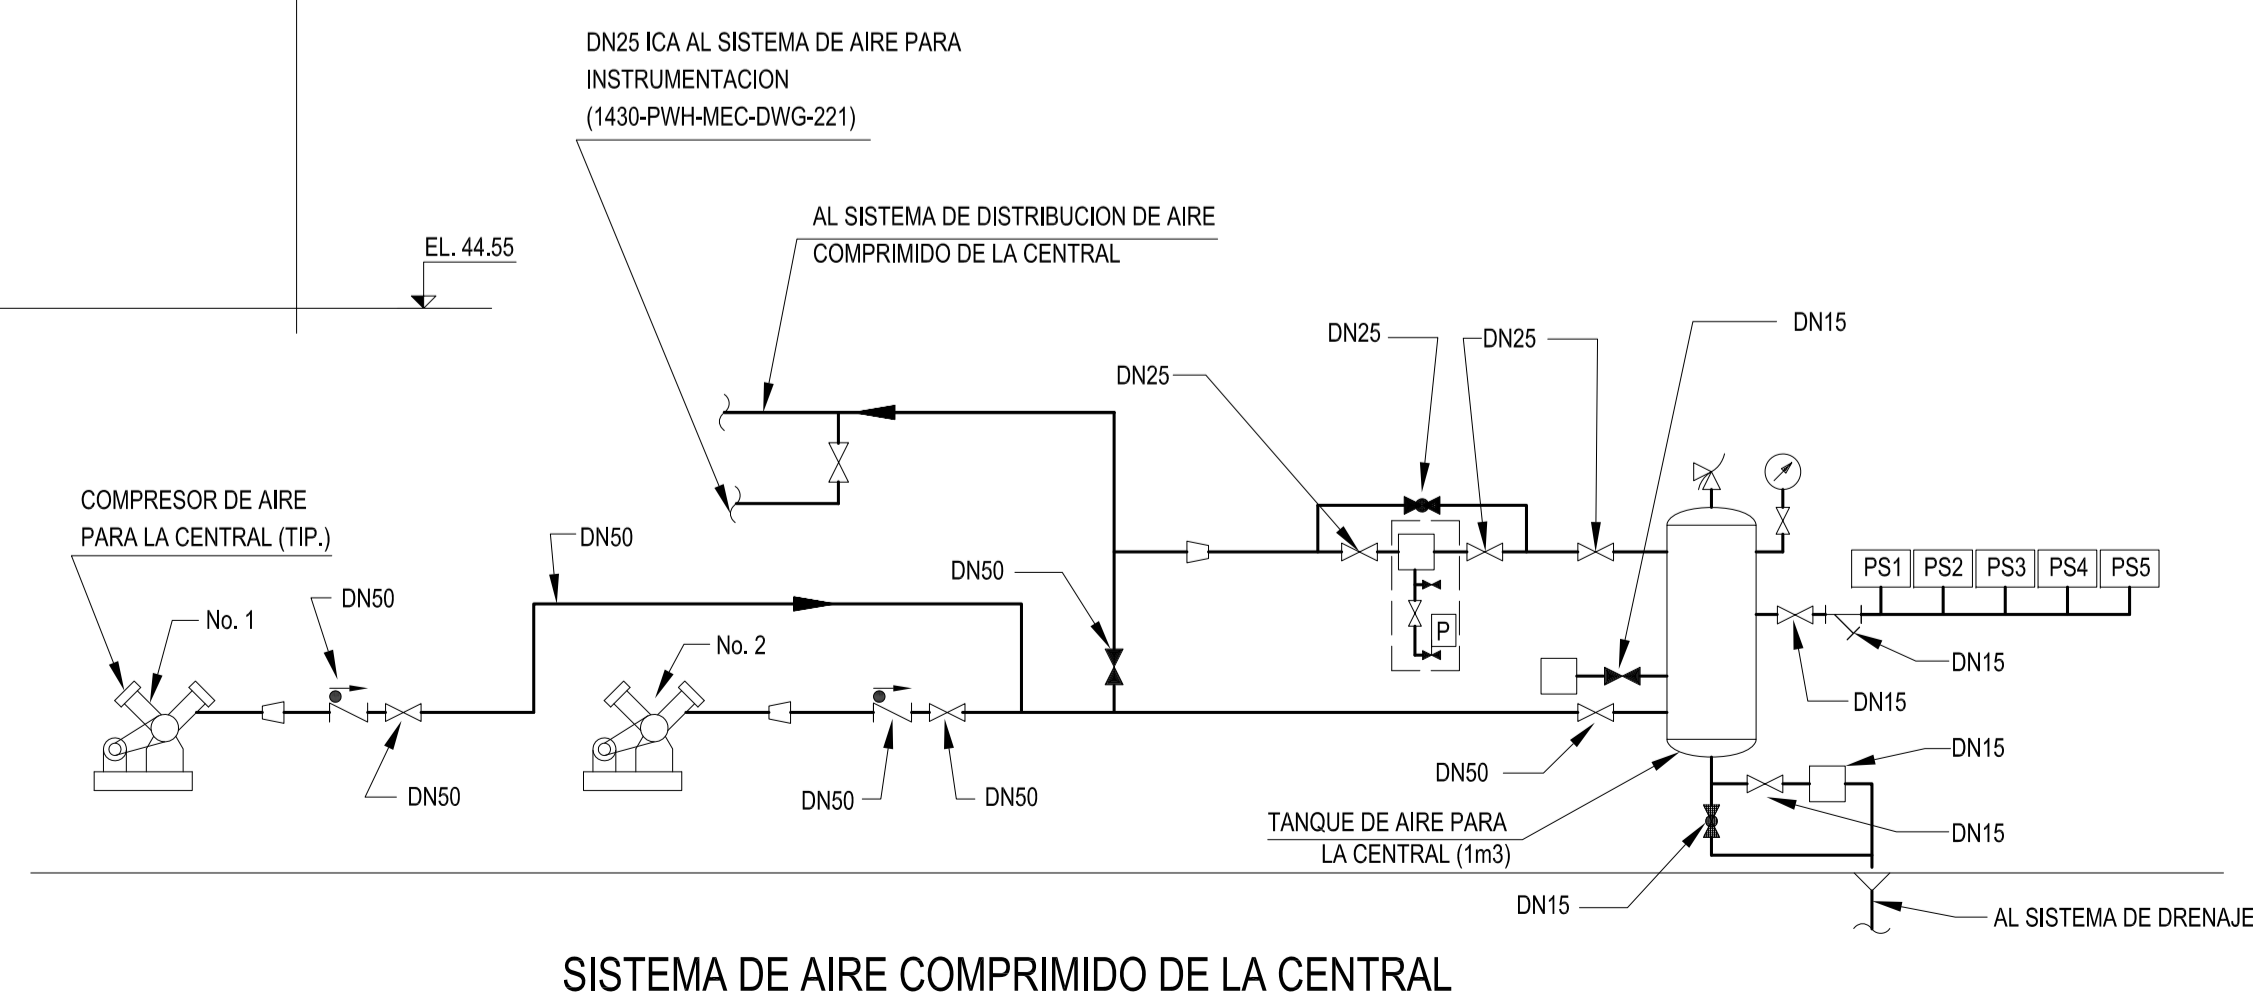 DN25 ICA AL SISTEMA DE AIRE PARA
INSTRUMENTACION
(1430-PWH-MEC-DWG-221)
AL SISTEMA DE DISTRIBUCION DE AIRE
COMPRIMIDO DE LA CENTRAL
EL. 44.55
DN15
DN25
DN25
DN25
COMPRESOR DE AIRE
PARA LA CENTRAL (TIP.)
DN50
DN50
DN50
No. 1
No. 2
PS1 PS2 PS3 PS4 PS5
P
DN15
DN15
DN15
DN50
DN50
DN50
DN50
TANQUE DE AIRE PARA
LA CENTRAL (1m3)
DN15
DN15
AL SISTEMA DE DRENAJE
SISTEMA DE AIRE COMPRIMIDO DE LA CENTRAL